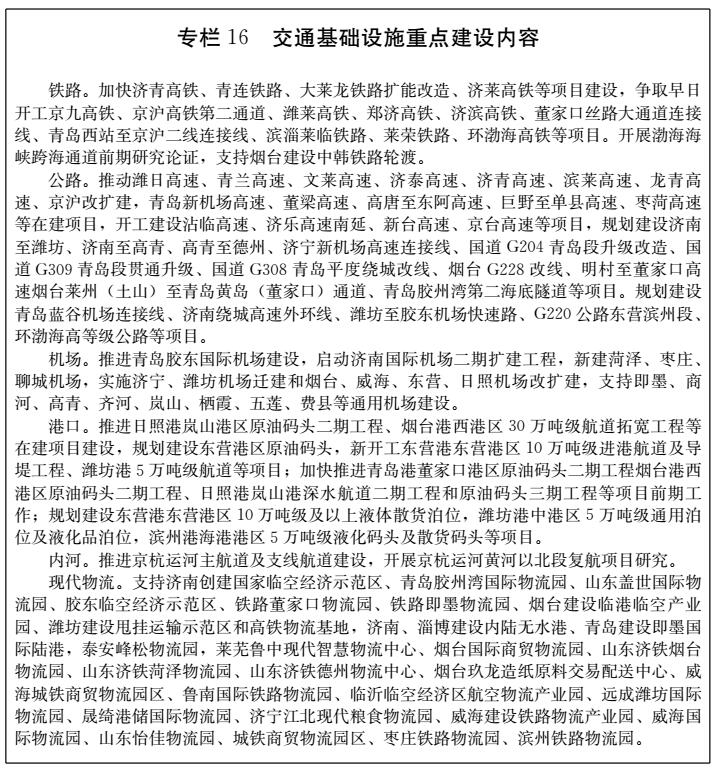 专栏 16 交通基础设施重点建设内容
铁路。加快济青高铁、青连铁路、大莱龙铁路扩能改造、济莱高铁等项目建设，争取早日
开工京九高铁、京沪高铁第二通道、潍莱高铁、郑济高铁、济滨高铁、董家口丝路大通道连接
线、青岛西站至京沪二线连接线、滨淄莱临铁路、莱荣铁路、环渤海高铁等项目。开展渤海海
峡跨海通道前期研究论证，支持烟台建设中韩铁路轮渡。
公路。推动潍日高速、青兰高速、文莱高速、济泰高速、济青高速、滨莱高速、龙青高
速、京沪改扩建，青岛新机场高速、董梁高速、高唐至东阿高速、巨野至单县高速、枣菏高速
等在建项目，开工建设沾临高速、济乐高速南延、新台高速、京台高速等项目，规划建设济南
至潍坊、济南至高青、高青至德州、济宁新机场高速连接线、国道 G204 青岛段升级改造、国
道 G309 青岛段贯通升级、国道 G308 青岛平度绕城改线、烟台 G228 改线、明村至董家口高
速烟台莱州（土山）至青岛黄岛（董家口）通道、青岛胶州湾第二海底隧道等项目。规划建设
青岛蓝谷机场连接线、济南绕城高速外环线、潍坊至胶东机场快速路、G220 公路东营滨州段、
环渤海高等级公路等项目。
机场。推进青岛胶东国际机场建设，启动济南国际机场二期扩建工程，新建菏泽、枣庄、
聊城机场，实施济宁、潍坊机场迁建和烟台、威海、东营、日照机场改扩建，支持即墨、商
河、高青、齐河、岚山、栖霞、五莲、费县等通用机场建设。
港口。推进日照港岚山港区原油码头二期工程、烟台港西港区 30 万吨级航道拓宽工程等
在建项目建设，规划建设东营港区原油码头，新开工东营港东营港区 10 万吨级进港航道及导
堤工程、潍坊港 5 万吨级航道等项目；加快推进青岛港董家口港区原油码头二期工程烟台港西
港区原油码头二期工程、日照港岚山港深水航道二期工程和原油码头三期工程等项目前期工
作；规划建设东营港东营港区 10 万吨级及以上液体散货泊位，潍坊港中港区 5 万吨级通用泊
位及液化品泊位，滨州港海港港区 5 万吨级液化码头及散货码头等项目。
内河。推进京杭运河主航道及支线航道建设，开展京杭运河黄河以北段复航项目研究。
现代物流。支持济南创建国家临空经济示范区、青岛胶州湾国际物流园、山东盖世国际物
流园、胶东临空经济示范区、铁路董家口物流园、铁路即墨物流园、烟台建设临港临空产业
园、潍坊建设甩挂运输示范区和高铁物流基地，济南、淄博建设内陆无水港、青岛建设即墨国
际陆港，泰安峰松物流园，莱芜鲁中现代智慧物流中心、烟台国际商贸物流园、山东济铁烟台
物流园、山东济铁菏泽物流园、山东济铁德州物流中心、烟台玖龙造纸原料交易配送中心、威
海城铁商贸物流园区、鲁南国际铁路物流园、临沂临空经济区航空物流产业园、远成潍坊国际
物流园、晟绮港储国际物流园、济宁江北现代粮食物流园、威海建设铁路物流产业园、威海国
际物流园、山东怡佳物流园、城铁商贸物流园区、枣庄铁路物流园、滨州铁路物流园。